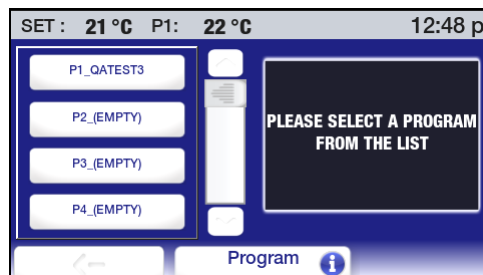 SET : 21 °C P1: 22 °C 12:48 p
P1_QATEST3
P2_(EMPTY)
P3_(EMPTY)
P4_(EMPTY)
PLEASE SELECT A PROGRAM
FROM THE LIST
Program i